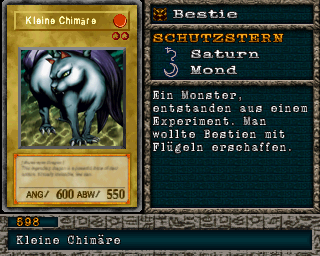 Kleine Chimäre
ANG/ 600 ABW/ 550
Bestie
SCHUTZSTERN
Saturn
Mond
Ein Monster,
entstanden aus einem
Experiment. Man
wollte Bestien mit
Flügeln erschaffen.
598
Kleine Chimäre